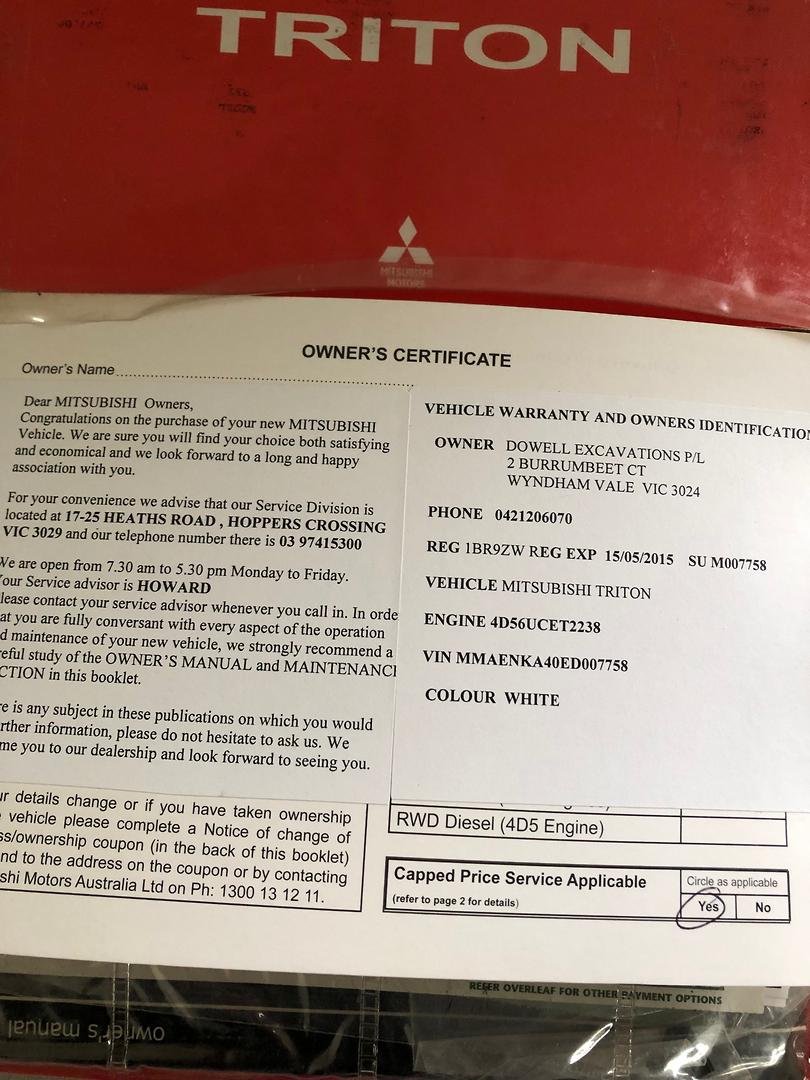 TRITON
MITSUBISHI
MOTORS
OWNER'S CERTIFICATE
Owner's Name
Dear MITSUBISHI Owners,
Congratulations on the purchase of your new MITSUBISHI
Vehicle. We are sure you will find your choice both satisfying
and economical and we look forward to a long and happy
association with you.
For your convenience we advise that our Service Division is
located at 17-25 HEATHS ROAD , HOPPERS CROSSING
VIC 3029 and our telephone number there is 03 97415300
We are open from 7.30 am to 5.30 pm Monday to Friday.
our Service advisor is HOWARD
lease contact your service advisor whenever you call in. In orde
at you are fully conversant with every aspect of the operation
d maintenance of your new vehicle, we strongly recommend a
eful study of the OWNER'S MANUAL and MAINTENANC
CTION in this booklet.
re is any subject in these publications on which you would
rther information, please do not hesitate to ask us. We
me you to our dealership and look forward to seeing you.
VEHICLE WARRANTY AND OWNERS IDENTIFICATION
OWNER DOWELL EXCAVATIONS P/L
2 BURRUMBEET CT
WYNDHAM VALE VIC 3024
PHONE 0421206070
REG 1BR9ZW REG EXP 15/05/2015 SU M007758
VEHICLE MITSUBISHI TRITON
ENGINE 4D56UCET2238
VIN MMAENKA40ED007758
COLOUR WHITE
ur details change or if you have taken ownership
vehicle please complete a Notice of change of
ss/ownership coupon (in the back of this booklet)
nd to the address on the coupon or by contacting
shi Motors Australia Ltd on Ph: 1300 13 12 11.
RWD Diesel (4D5 Engine)
Capped Price Service Applicable
(refer to page 2 for details)
Circle as applicable
Yes No
REFER OVERLEAF FOR OTHER PAYMENT OPTIONS
owner's manual